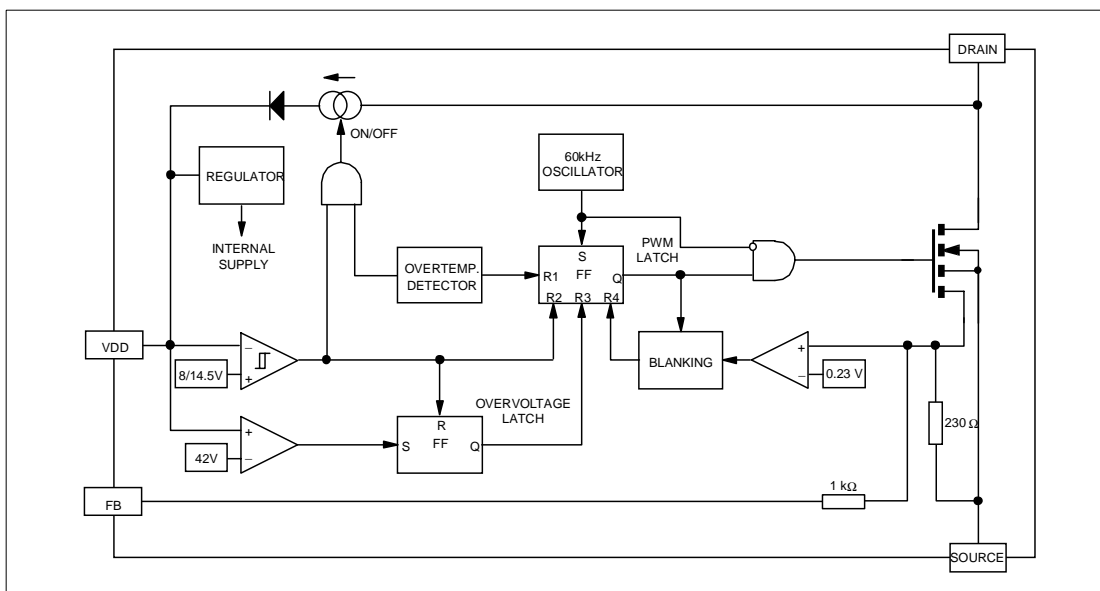 DRAIN
ON/OFF
60kHz
OSCILLATOR
REGULATOR
INTERNAL
SUPPLY
PWM
LATCH
OVERTEMP.
DETECTOR
S
R1
FF
Q
R2 R3 R4
VDD
−
+
8/14.5V
BLANKING
+
−
0.23 V
OVERVOLTAGE
LATCH
R
FF
S
Q
+
−
42V
230 Ω
1 kΩ
FB
SOURCE